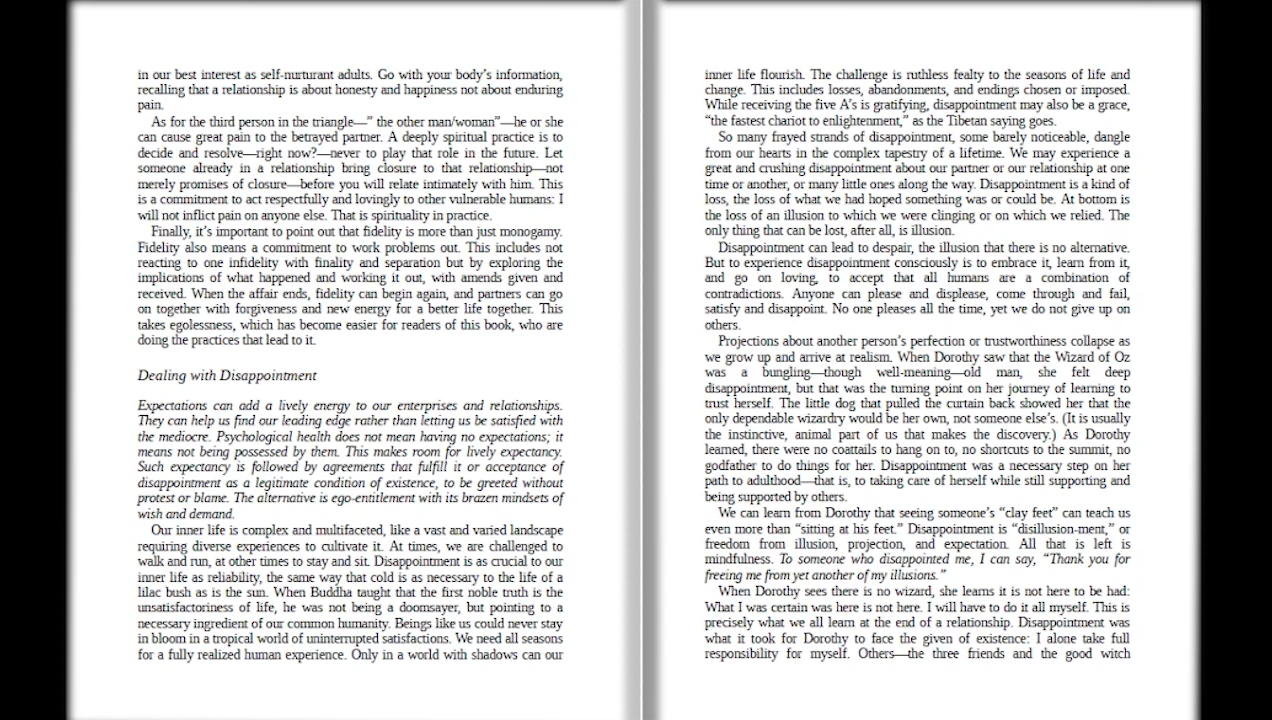 in our best interest as self-nurturant adults. Go with your body's information,
recalling that a relationship is about honesty and happiness not about enduring
pain.
As for the third person in the triangle—” the other man/woman”—he or she
can cause great pain to the betrayed partner. A deeply spiritual practice is to
decide and resolve—right now?—never to play that role in the future. Let
someone already in a relationship bring closure to that relationship—not
merely promises of closure—before you will relate intimately with him. This
is a commitment to act respectfully and lovingly to other vulnerable humans: I
will not inflict pain on anyone else. That is spirituality in practice.
Finally, it’s important to point out that fidelity is more than just monogamy.
Fidelity also means a commitment to work problems out. This includes not
reacting to one infidelity with finality and separation but by exploring the
implications of what happened and working it out, with amends given and
received. When the affair ends, fidelity can begin again, and partners can go
on together with forgiveness and new energy for a better life together. This
takes egolessness, which has become easier for readers of this book, who are
doing the practices that lead to it.
Dealing with Disappointment
Expectations can add a lively energy to our enterprises and relationships.
They can help us find our leading edge rather than letting us be satisfied with
the mediocre. Psychological health does not mean having no expectations; it
means not being possessed by them. This makes room for lively expectancy.
Such expectancy is followed by agreements that fulfill it or acceptance of
disappointment as a legitimate condition of existence, to be greeted without
protest or blame. The alternative is ego-entitlement with its brazen mindsets of
wish and demand.
Our inner life is complex and multifaceted, like a vast and varied landscape
requiring diverse experiences to cultivate it. At times, we are challenged to
walk and run, at other times to stay and sit. Disappointment is as crucial to our
inner life as reliability, the same way that cold is as necessary to the life of a
lilac bush as is the sun. When Buddha taught that the first noble truth is the
unsatisfactoriness of life, he was not being a doomsayer, but pointing to a
necessary ingredient of our common humanity. Beings like us could never stay
in bloom in a tropical world of uninterrupted satisfactions. We need all seasons
for a fully realized human experience. Only in a world with shadows can our
inner life flourish. The challenge is ruthless fealty to the seasons of life and
change. This includes losses, abandonments, and endings chosen or imposed.
While receiving the five A’s is gratifying, disappointment may also be a grace,
“the fastest chariot to enlightenment,” as the Tibetan saying goes.
So many frayed strands of disappointment, some barely noticeable, dangle
from our hearts in the complex tapestry of a lifetime. We may experience a
great and crushing disappointment about our partner or our relationship at one
time or another, or many little ones along the way. Disappointment is a kind of
loss, the loss of what we had hoped something was or could be. At bottom is
the loss of an illusion to which we were clinging or on which we relied. The
only thing that can be lost, after all, is illusion.
Disappointment can lead to despair, the illusion that there is no alternative.
But to experience disappointment consciously is to embrace it, learn from it,
and go on loving, to accept that all humans are a combination of
contradictions. Anyone can please and displease, come through and fail,
satisfy and disappoint. No one pleases all the time, yet we do not give up on
others.
Projections about another person’s perfection or trustworthiness collapse as
we grow up and arrive at realism. When Dorothy saw that the Wizard of Oz
was a bungling—though well-meaning—old man, she felt deep
disappointment, but that was the turning point on her journey of learning to
trust herself. The little dog that pulled the curtain back showed her that the
only dependable wizardry would be her own, not someone else’s. (It is usually
the instinctive, animal part of us that makes the discovery.) As Dorothy
learned, there were no coattails to hang on to, no shortcuts to the summit, no
godfather to do things for her. Disappointment was a necessary step on her
path to adulthood—that is, to taking care of herself while still supporting and
being supported by others.
We can learn from Dorothy that seeing someone’s “clay feet” can teach us
even more than “sitting at his feet.” Disappointment is “disillusion-ment,” or
freedom from illusion, projection, and expectation. All that is left is
mindfulness. To someone who disappointed me, I can say, “Thank you for
freeing me from yet another of my illusions.”
When Dorothy sees there is no wizard, she learns it is not here to be had:
What I was certain was here is not here. I will have to do it all myself. This is
precisely what we all learn at the end of a relationship. Disappointment was
what it took for Dorothy to face the given of existence: I alone take full
responsibility for myself. Others—the three friends and the good witch